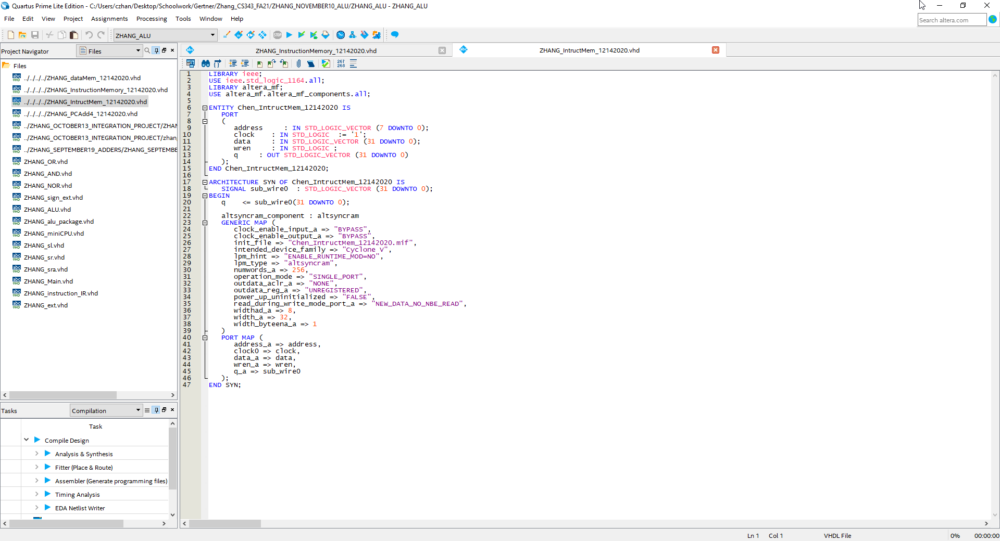 Quartus Prime Lite Edition - C:/Users/czhan/Desktop/Schoolwork/Gertner/Zhang_CS343_FA21/ZHANG_NOVEMBER10_ALU/ZHANG_ALU - ZHANG_ALU
File Edit View Project Assignments Processing Tools Window Help
Search altera.com
ZHANG_ALU
STOP
Project Navigator
Files
ZHANG_InstructionMemory_12142020.vhd
ZHANG_IntructMem_12142020.vhd
267
268
Files
../../../../ZHANG_dataMem_12142020.vhd
../../../../ZHANG_InstructionMemory_12142020.vhd
../../../../ZHANG_IntructMem_12142020.vhd
../../../../ZHANG_PCAdd4_12142020.vhd
../ZHANG_OCTOBER13_INTEGRATION_PROJECT/ZHAN
../ZHANG_OCTOBER13_INTEGRATION_PROJECT/zhang
../ZHANG_SEPTEMBER19_ADDERS/ZHANG_SEPTEMBE
ZHANG_OR.vhd
ZHANG_AND.vhd
ZHANG_NOR.vhd
ZHANG_sign_ext.vhd
ZHANG_ALU.vhd
ZHANG_alu_package.vhd
ZHANG_miniCPU.vhd
ZHANG_sl.vhd
ZHANG_sr.vhd
ZHANG_sra.vhd
ZHANG_Main.vhd
ZHANG_instruction_IR.vhd
ZHANG_ext.vhd
1 LIBRARY ieee;
2 USE ieee.std_logic_1164.all;
3 LIBRARY altera_mf;
4 USE altera_mf.altera_mf_components.all;
5
6 ENTITY Chen_IntructMem_12142020 IS
7 PORT
8 (
9 address : IN STD_LOGIC_VECTOR (7 DOWNTO 0);
10 clock : IN STD_LOGIC := '1';
11 data : IN STD_LOGIC_VECTOR (31 DOWNTO 0);
12 wren : IN STD_LOGIC ;
13 q : OUT STD_LOGIC_VECTOR (31 DOWNTO 0)
14 );
15 END Chen_IntructMem_12142020;
16
17 ARCHITECTURE SYN OF Chen_IntructMem_12142020 IS
18 SIGNAL sub_wire0 : STD_LOGIC_VECTOR (31 DOWNTO 0);
19 BEGIN
20 q <= sub_wire0(31 DOWNTO 0);
21
22 altsyncram_component : altsyncram
23 GENERIC MAP (
24 clock_enable_input_a => "BYPASS",
25 clock_enable_output_a => "BYPASS",
26 init_file => "Chen_IntructMem_12142020.mif",
27 intended_device_family => "Cyclone V",
28 lpm_hint => "ENABLE_RUNTIME_MOD=NO",
29 lpm_type => "altsyncram",
30 numwords_a => 256,
31 operation_mode => "SINGLE_PORT",
32 outdata_aclr_a => "NONE",
33 outdata_reg_a => "UNREGISTERED",
34 power_up_uninitialized => "FALSE",
35 read_during_write_mode_port_a => "NEW_DATA_NO_NBE_READ",
36 widthad_a => 8,
37 width_a => 32,
38 width_byteena_a => 1
39 )
40 PORT MAP (
41 address_a => address,
42 clock0 => clock,
43 data_a => data,
44 wren_a => wren,
45 q_a => sub_wire0
46 );
47 END SYN;
Tasks
Compilation
Task
Compile Design
Analysis & Synthesis
Fitter (Place & Route)
Assembler (Generate programming files)
Timing Analysis
EDA Netlist Writer
Ln 1 Col 1 VHDL File 0% 00:00:00